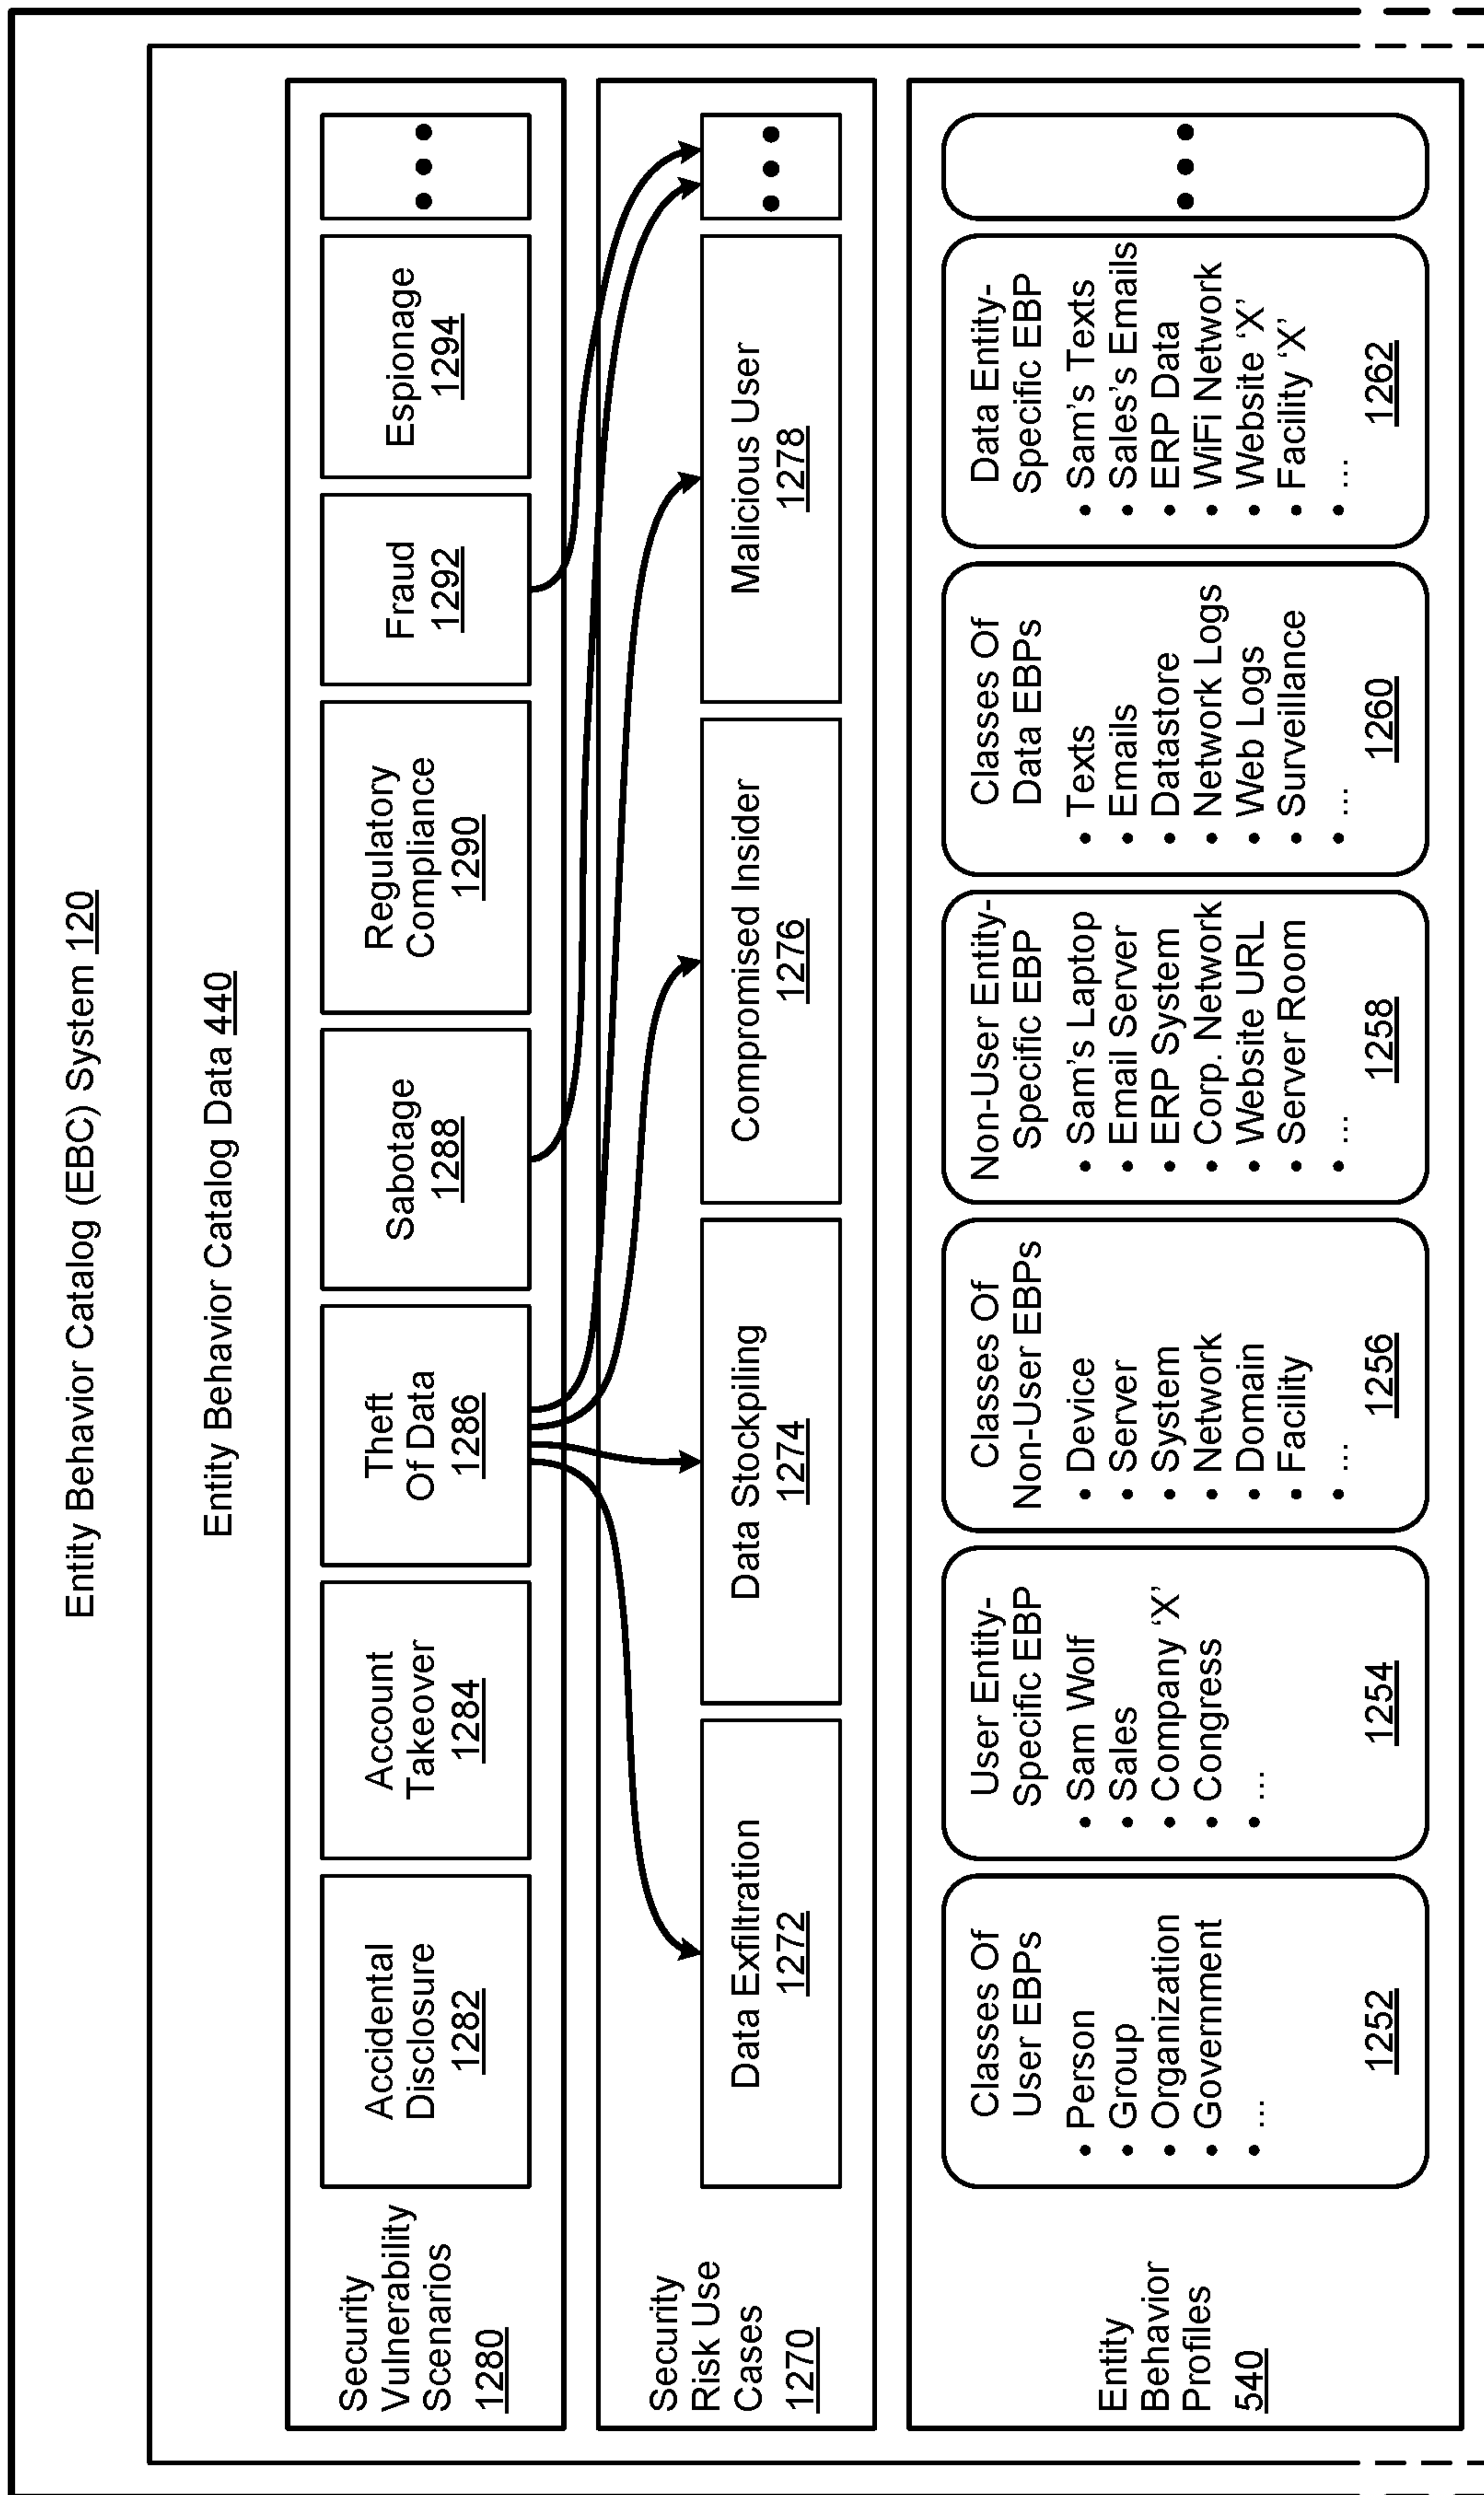 Entity Behavior Catalog (EBC) System 120
Entity Behavior Catalog Data 440
Security
Vulnerability
Scenarios
1280
Accidental
Disclosure
1282
Account
Takeover
1284
Theft
Of Data
1286
Sabotage
1288
Regulatory
Compliance
1290
Fraud
1292
Espionage
1294
Security
Risk Use
Cases
1270
Data Exfiltration
1272
Data Stockpiling
1274
Compromised Insider
1276
Malicious User
1278
Entity
Behavior
Profiles
540
Classes Of
User EBPs
• Person
• Group
• Organization
• Government
• ...
1252
User Entity-
Specific EBP
• Sam Wolf
• Sales
• Company ‘X’
• Congress
• ...
1254
Classes Of
Non-User EBPs
• Device
• Server
• System
• Network
• Domain
• Facility
• ...
1256
Non-User Entity-
Specific EBP
• Sam's Laptop
• Email Server
• ERP System
• Corp. Network
• Website URL
• Server Room
• ...
1258
Classes Of
Data EBPs
• Texts
• Emails
• Datastore
• Network Logs
• Web Logs
• Surveillance
• ...
1260
Data Entity-
Specific EBP
• Sam's Texts
• Sales's Emails
• ERP Data
• WiFi Network
• Website ‘X’
• Facility ‘X’
• ...
1262